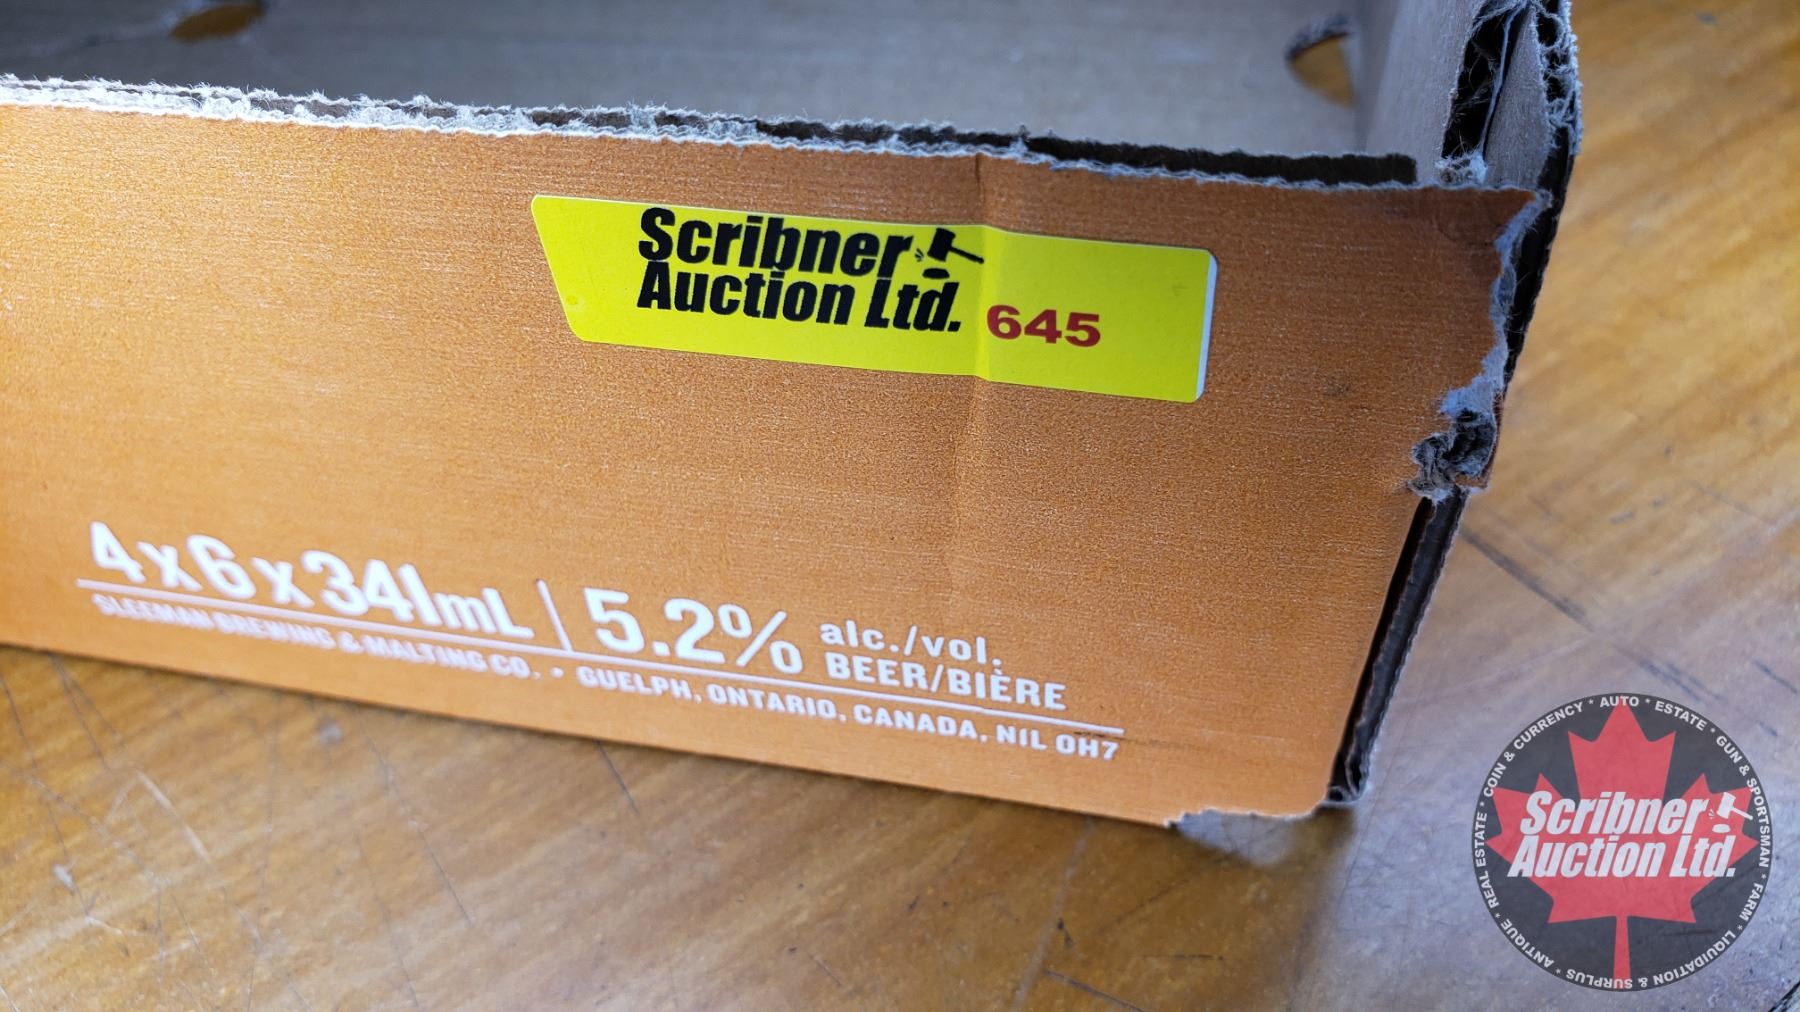 Scribner
Auction Ltd. 645
4x6x341mL | 5.2% alc./vol.
BEER/BIÈRE
SLEEMAN BREWING & MALTING CO. • GUELPH, ONTARIO, CANADA, N1L 0H7
Scribner
Auction Ltd.
* REAL ESTATE * COIN & CURRENCY * AUTO * ESTATE * GUN & SPORTSMAN * FARM * LIQUIDATION & SURPLUS * ANTIQUE